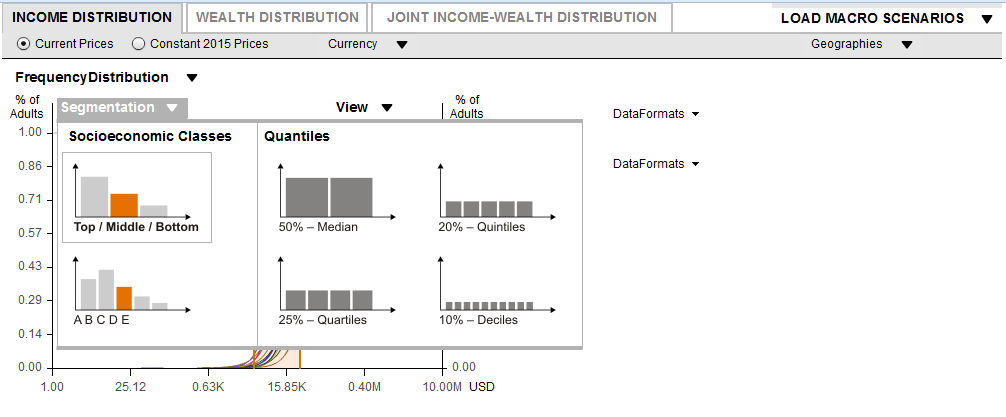 INCOME DISTRIBUTION
WEALTH DISTRIBUTION
JOINT INCOME-WEALTH DISTRIBUTION
LOAD MACRO SCENARIOS
Current Prices
Constant 2015 Prices
Currency
Geographies
FrequencyDistribution
% of
Adults
Segmentation
View
% of
Adults
DataFormats
DataFormats
Socioeconomic Classes
Quantiles
Top / Middle / Bottom
50% – Median
20% – Quintiles
A B C D E
25% – Quartiles
10% – Deciles
1.00
0.86
0.71
0.57
0.43
0.29
0.14
0.00
0.00
1.00
25.12
0.63K
15.85K
0.40M
10.00M
USD